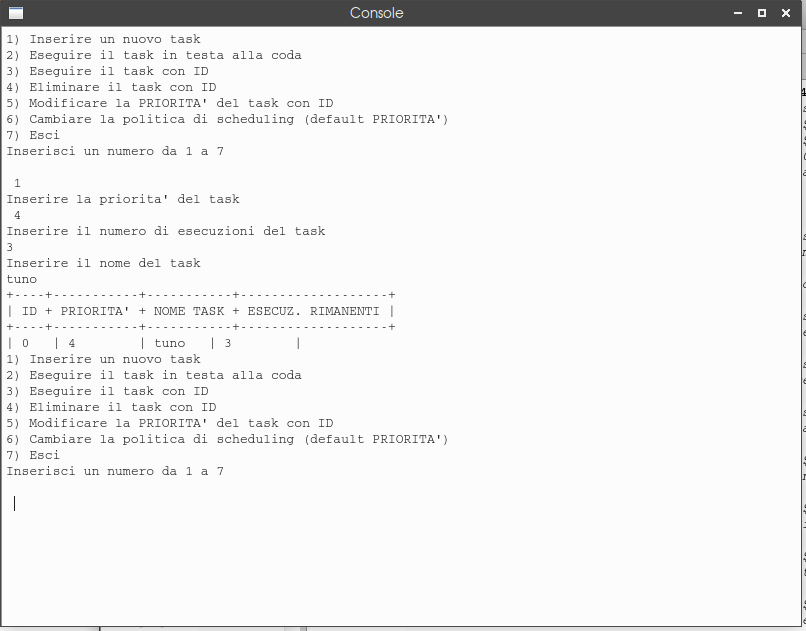 Console
1) Inserire un nuovo task
2) Eseguire il task in testa alla coda
3) Eseguire il task con ID
4) Eliminare il task con ID
5) Modificare la PRIORITA' del task con ID
6) Cambiare la politica di scheduling (default PRIORITA')
7) Esci
Inserisci un numero da 1 a 7
1
Inserire la priorita' del task
4
Inserire il numero di esecuzioni del task
3
Inserire il nome del task
tuno
+----+-----------+-----------+-------------------+
| ID + PRIORITA' + NOME TASK + ESECUZ. RIMANENTI |
+----+-----------+-----------+-------------------+
| 0   | 4        | tuno   | 3        |
1) Inserire un nuovo task
2) Eseguire il task in testa alla coda
3) Eseguire il task con ID
4) Eliminare il task con ID
5) Modificare la PRIORITA' del task con ID
6) Cambiare la politica di scheduling (default PRIORITA')
7) Esci
Inserisci un numero da 1 a 7